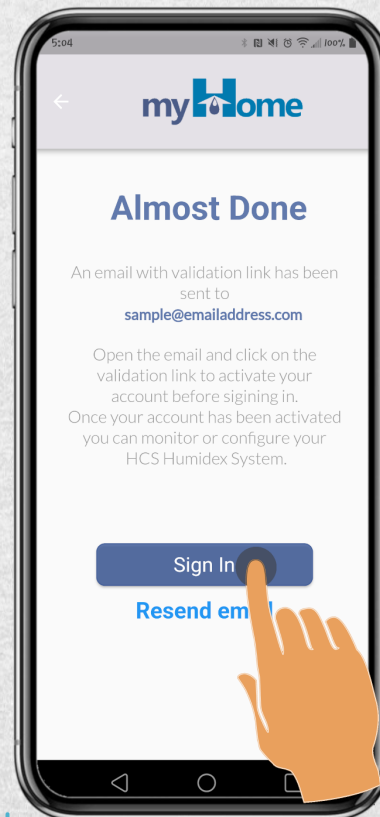 5:04
100%
myHome
Almost Done
An email with validation link has been
sent to
sample@emailaddress.com
Open the email and click on the
validation link to activate your
account before sigining in.
Once your account has been activated
you can monitor or configure your
HCS Humidex System.
Sign In
Resend em